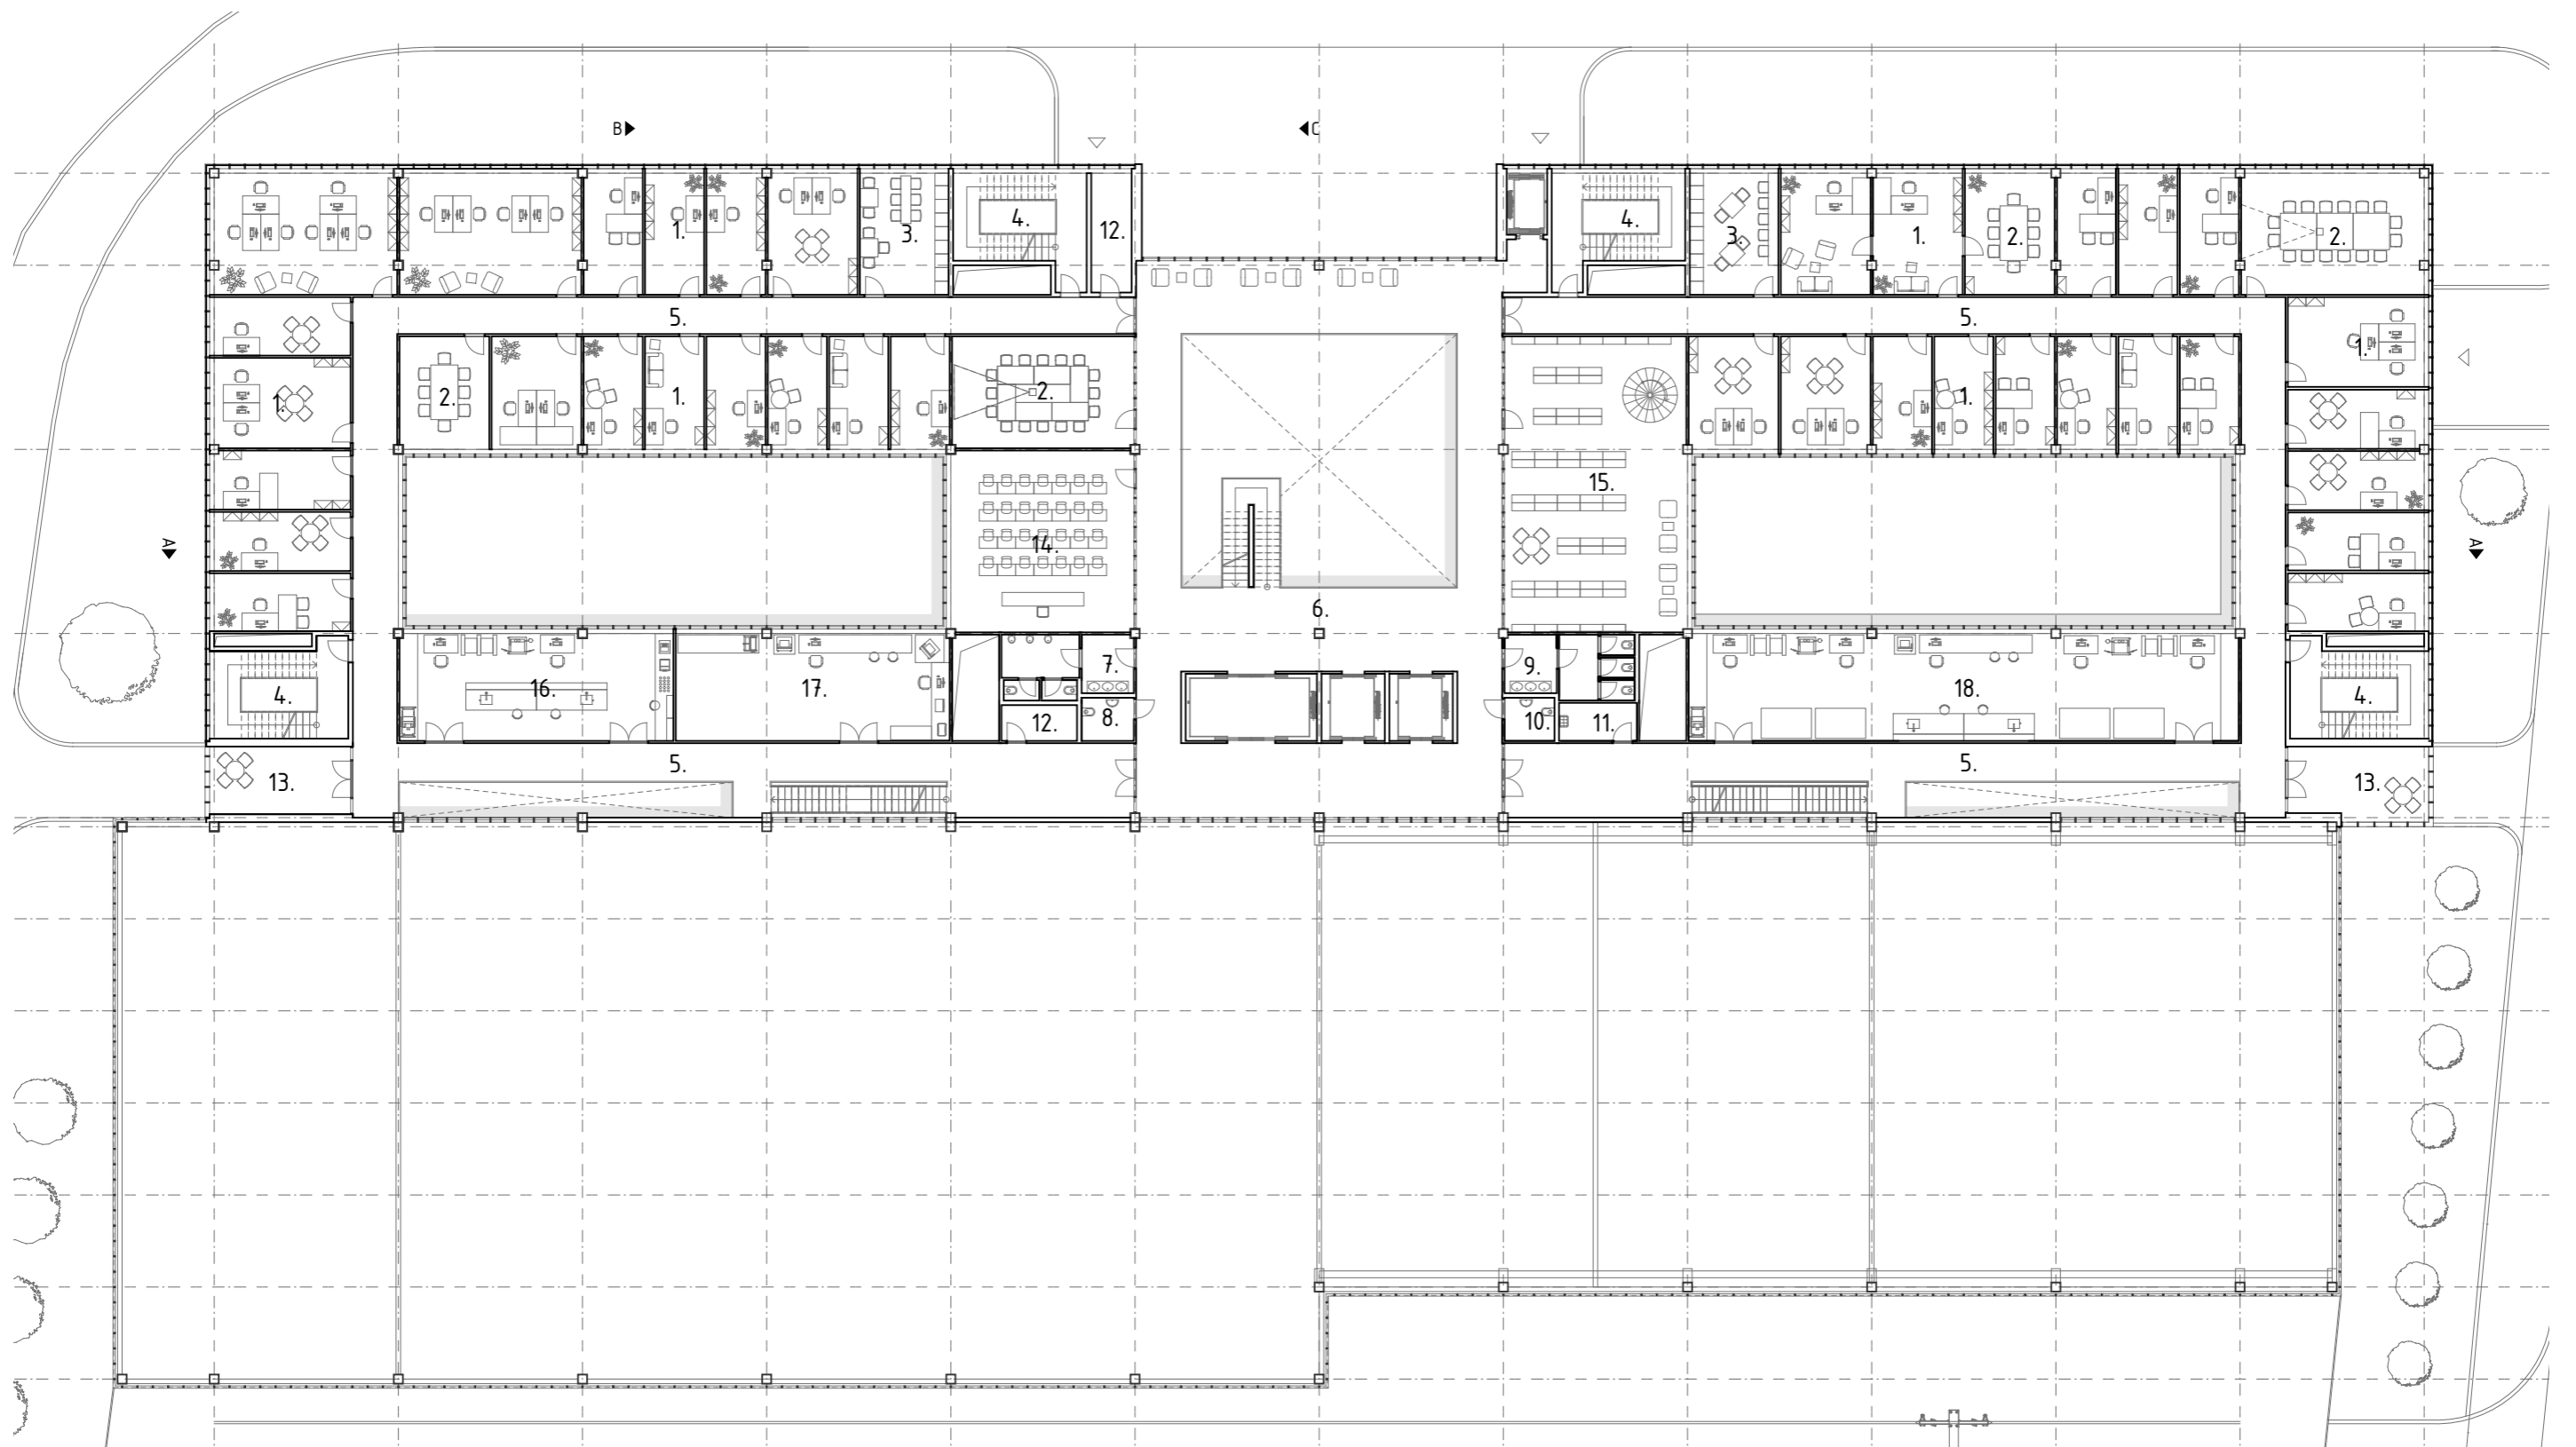 B C
1. 3. 4. 12. 4. 3. 1. 2. 2.
5. 5.
1. 2. 1. 2. 1. 1.
15.
A 14. A
6.
4. 16. 17. 7. 9. 18. 4.
12. 8. 10. 11.
13. 5. 5. 13.